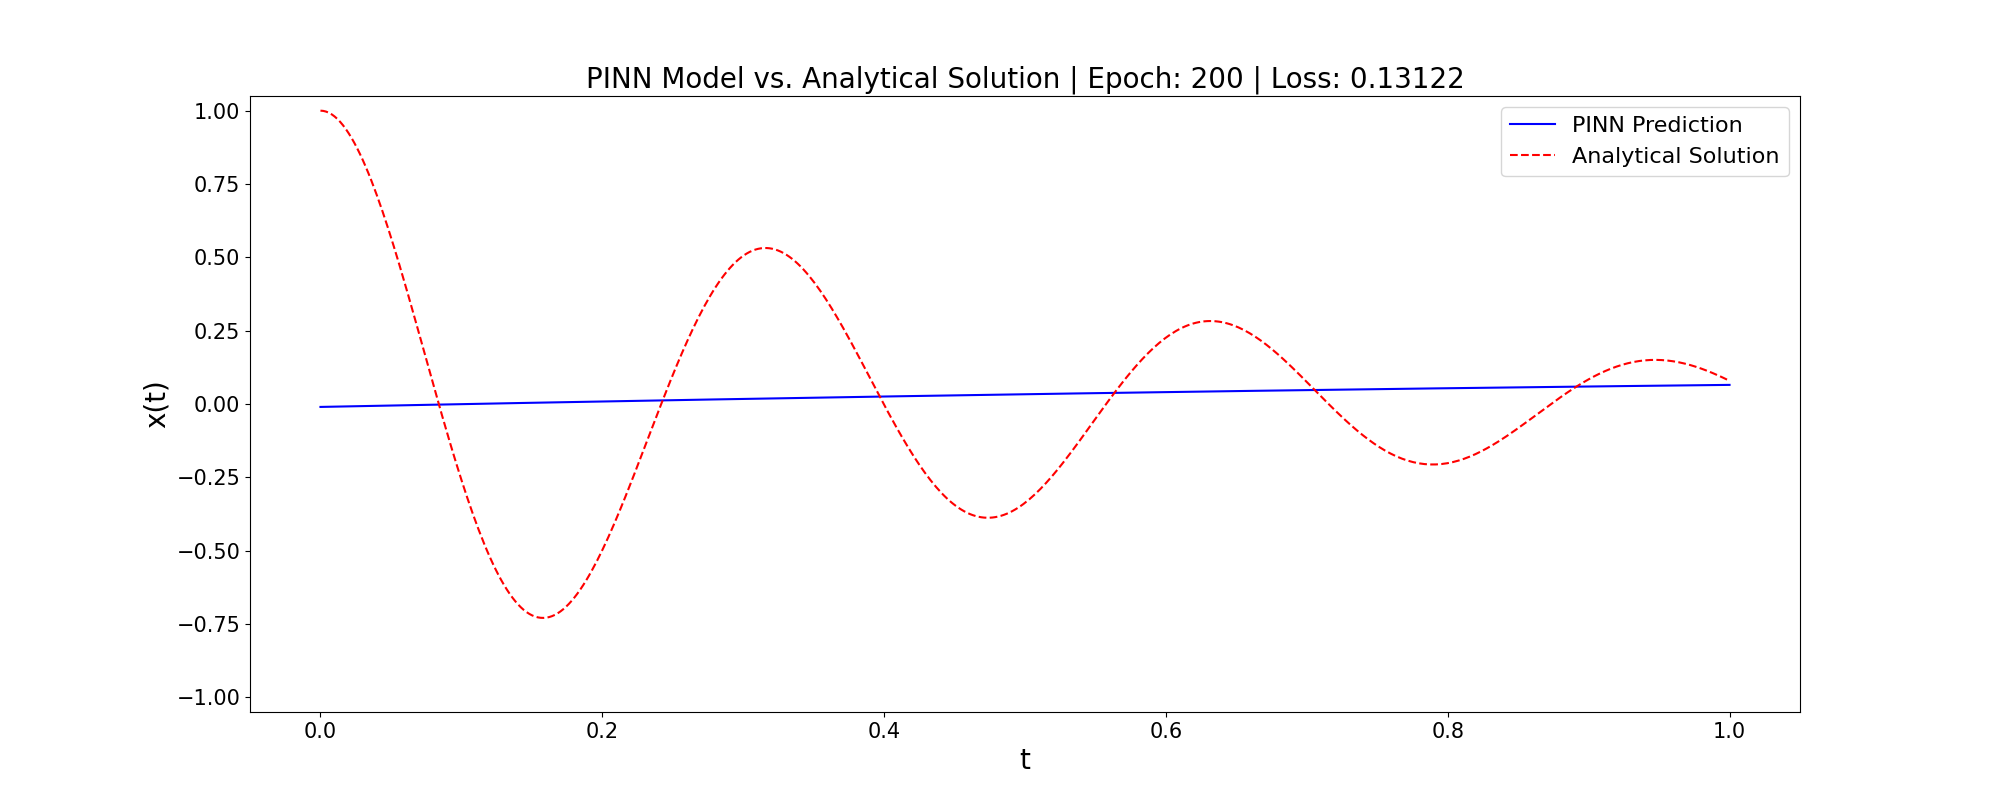 PINN Model vs. Analytical Solution | Epoch: 200 | Loss: 0.13122
PINN Prediction
Analytical Solution
x(t)
1.00
0.75
0.50
0.25
0.00
−0.25
−0.50
−0.75
−1.00
0.0 0.2 0.4 0.6 0.8 1.0
t